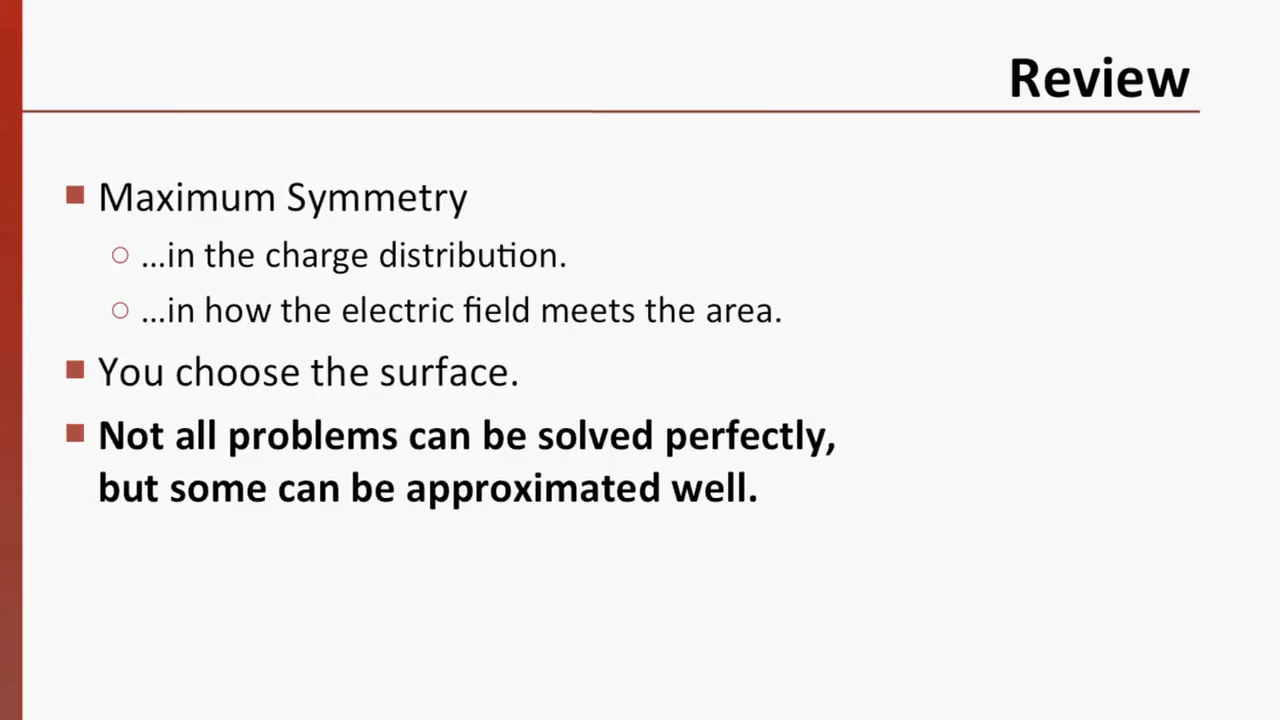 Review
Maximum Symmetry
...in the charge distribution.
...in how the electric field meets the area.
You choose the surface.
Not all problems can be solved perfectly,
but some can be approximated well.